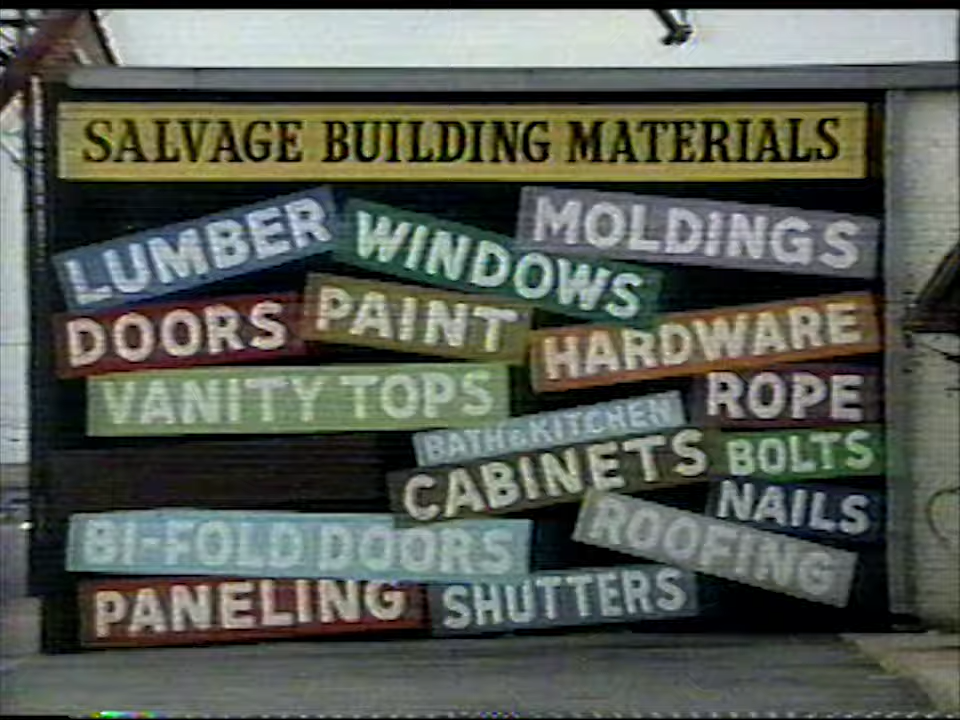 SALVAGE BUILDING MATERIALS
LUMBER
WINDOWS
MOLDINGS
DOORS
PAINT
HARDWARE
VANITY TOPS
ROPE
BATH & KITCHEN
CABINETS
BOLTS
NAILS
ROOFING
BI-FOLD DOORS
PANELING
SHUTTERS